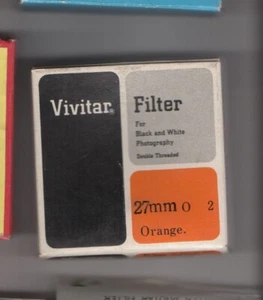 Vivitar® Filter
For
Black and White
Photography
Double Threaded
27mm O 2
Orange.